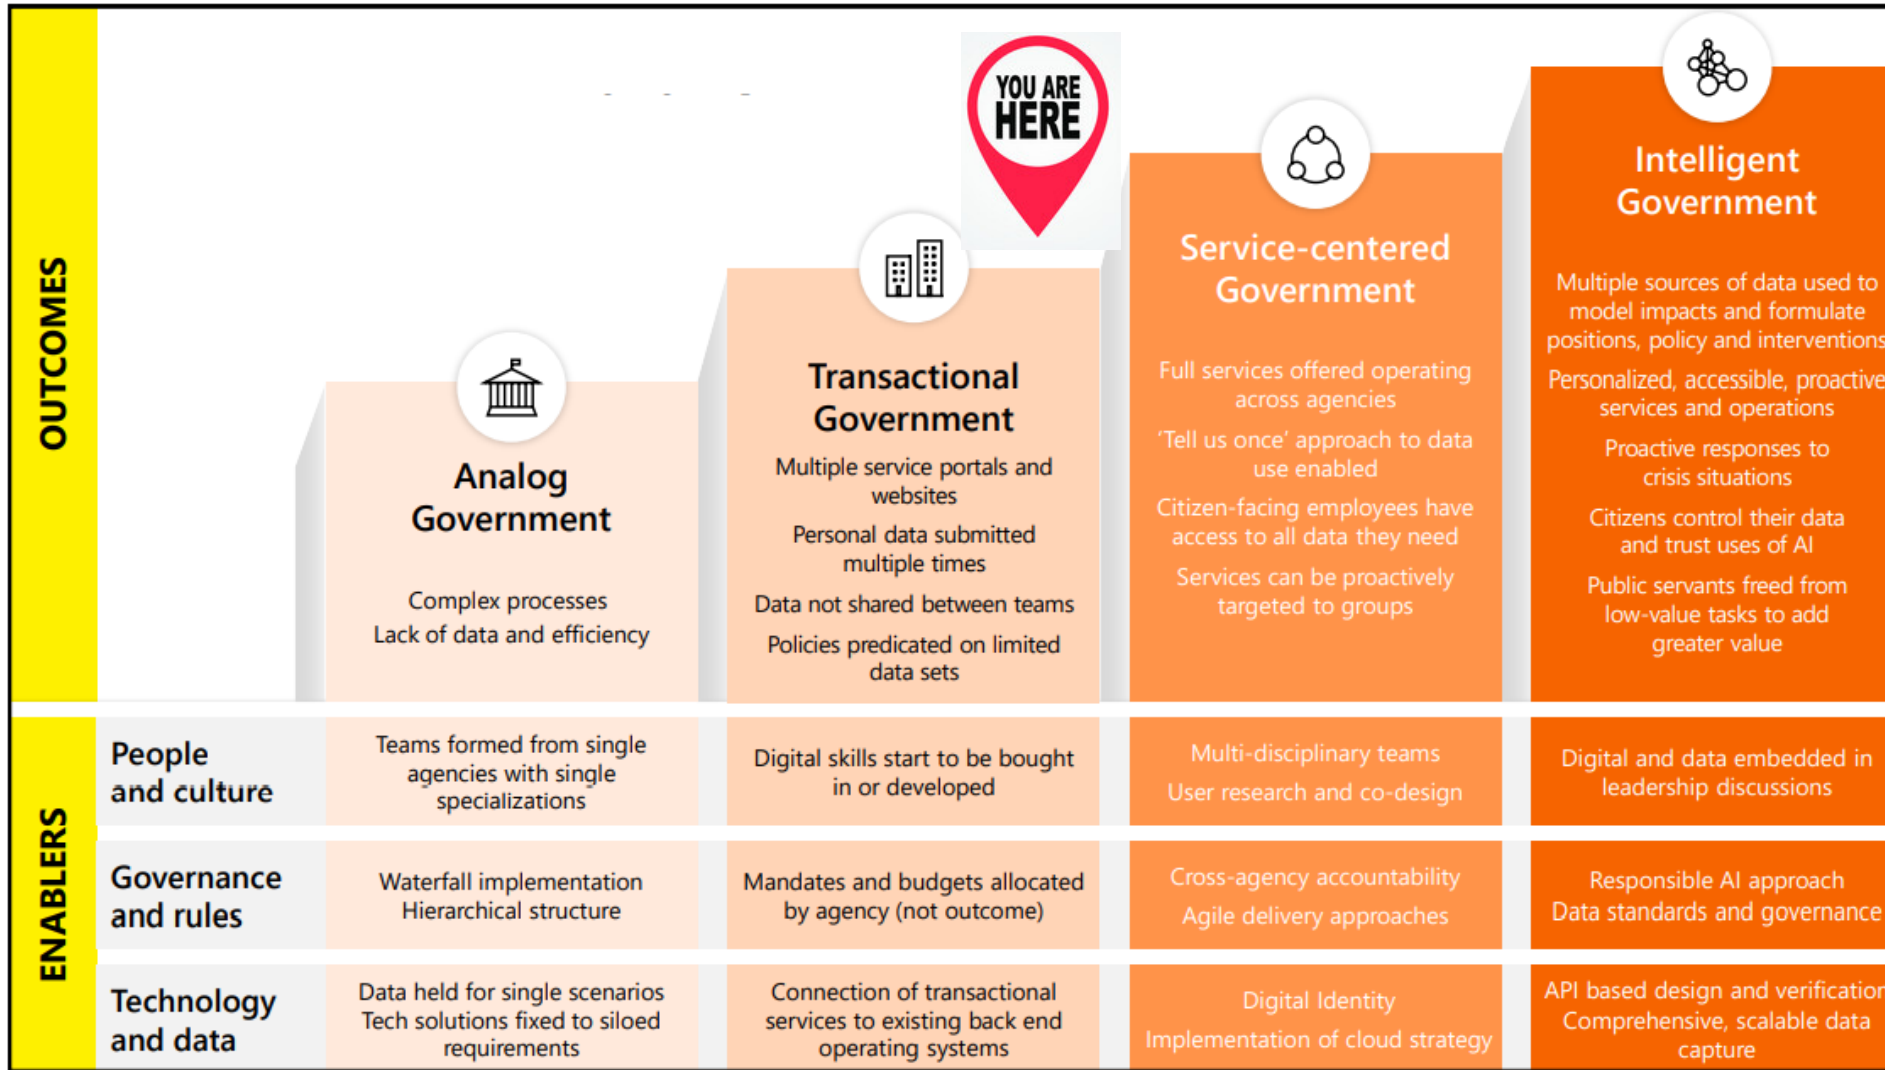 OUTCOMES
YOU ARE
HERE
Analog
Government
Complex processes
Lack of data and efficiency
Transactional
Government
Multiple service portals and
websites
Personal data submitted
multiple times
Data not shared between teams
Policies predicated on limited
data sets
Service-centered
Government
Full services offered operating
across agencies
‘Tell us once’ approach to data
use enabled
Citizen-facing employees have
access to all data they need
Services can be proactively
targeted to groups
Intelligent
Government
Multiple sources of data used to
model impacts and formulate
positions, policy and interventions
Personalized, accessible, proactive
services and operations
Proactive responses to
crisis situations
Citizens control their data
and trust uses of AI
Public servants freed from
low-value tasks to add
greater value
ENABLERS
People
and culture
Teams formed from single
agencies with single
specializations
Digital skills start to be bought
in or developed
Multi-disciplinary teams
User research and co-design
Digital and data embedded in
leadership discussions
Governance
and rules
Waterfall implementation
Hierarchical structure
Mandates and budgets allocated
by agency (not outcome)
Cross-agency accountability
Agile delivery approaches
Responsible AI approach
Data standards and governance
Technology
and data
Data held for single scenarios
Tech solutions fixed to siloed
requirements
Connection of transactional
services to existing back end
operating systems
Digital Identity
Implementation of cloud strategy
API based design and verification
Comprehensive, scalable data
capture